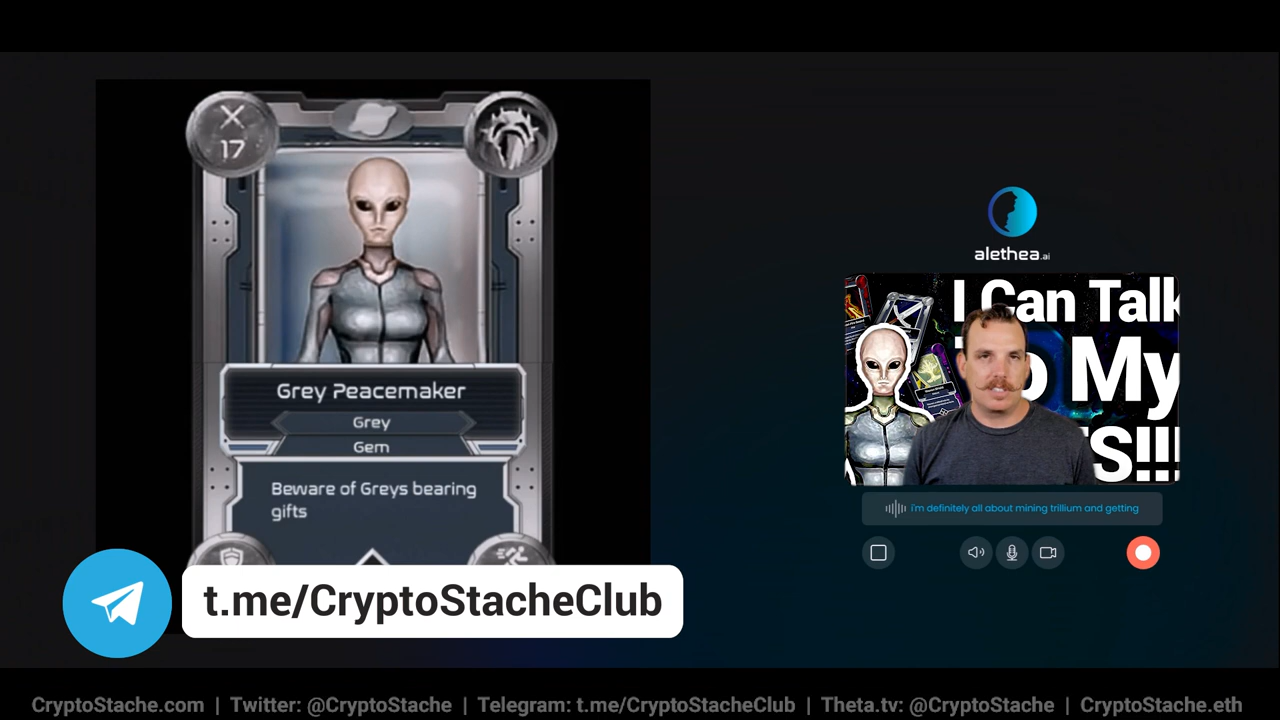 X
17
Grey Peacemaker
Grey
Gem
Beware of Greys bearing
gifts
t.me/CryptoStacheClub
alethea.ai
I Can Talk
To My
S!!!
i'm definitely all about mining trillium and getting
CryptoStache.com | Twitter: @CryptoStache | Telegram: t.me/CryptoStacheClub | Theta.tv: @CryptoStache | CryptoStache.eth